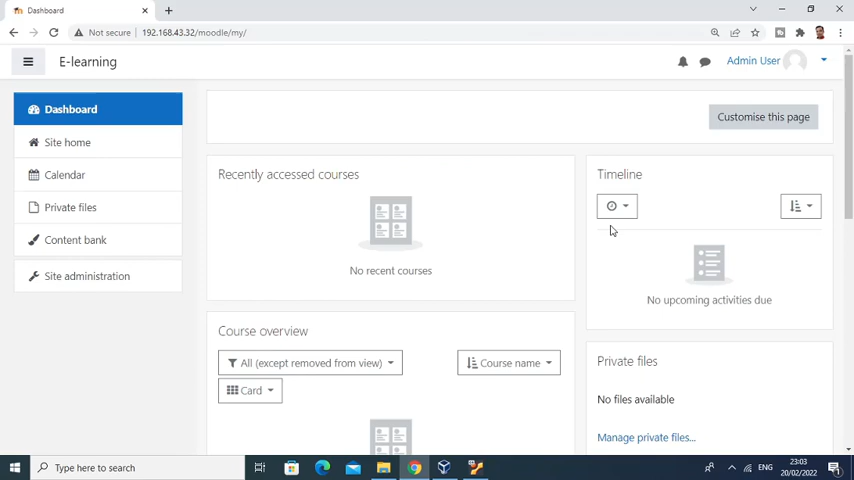 Dashboard
Not secure
192.168.43.32/moodle/my/
E-learning
Admin User
Dashboard
Site home
Calendar
Private files
Content bank
Site administration
Customise this page
Recently accessed courses
No recent courses
Timeline
No upcoming activities due
Course overview
All (except removed from view)
Course name
Card
Private files
No files available
Manage private files...
Type here to search
ENG
23:03
20/02/2022
1